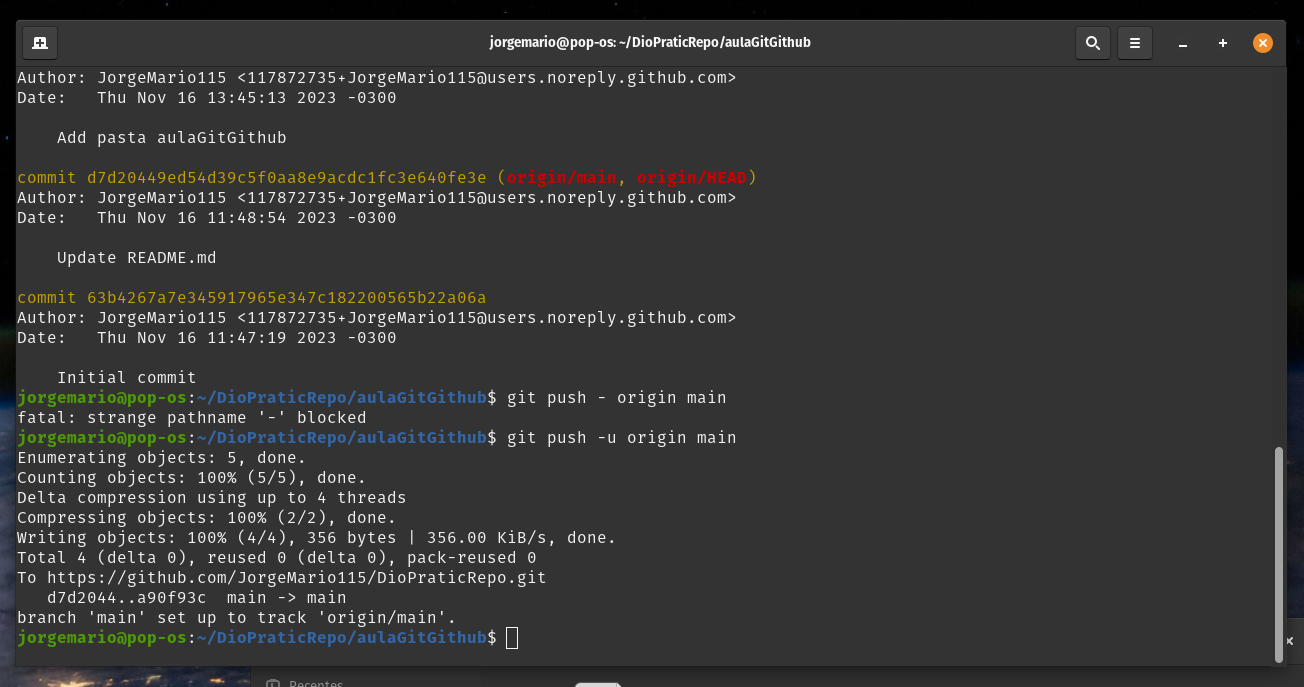 jorgemario@pop-os: ~/DioPraticRepo/aulaGitGithub
Author: JorgeMario115 <117872735+JorgeMario115@users.noreply.github.com>
Date:   Thu Nov 16 13:45:13 2023 -0300
    Add pasta aulaGitGithub
commit d7d20449ed54d39c5f0aa8e9acdc1fc3e640fe3e (origin/main, origin/HEAD)
Author: JorgeMario115 <117872735+JorgeMario115@users.noreply.github.com>
Date:   Thu Nov 16 11:48:54 2023 -0300
    Update README.md
commit 63b4267a7e345917965e347c182200565b22a06a
Author: JorgeMario115 <117872735+JorgeMario115@users.noreply.github.com>
Date:   Thu Nov 16 11:47:19 2023 -0300
    Initial commit
jorgemario@pop-os:~/DioPraticRepo/aulaGitGithub$ git push - origin main
fatal: strange pathname '-' blocked
jorgemario@pop-os:~/DioPraticRepo/aulaGitGithub$ git push -u origin main
Enumerating objects: 5, done.
Counting objects: 100% (5/5), done.
Delta compression using up to 4 threads
Compressing objects: 100% (2/2), done.
Writing objects: 100% (4/4), 356 bytes | 356.00 KiB/s, done.
Total 4 (delta 0), reused 0 (delta 0), pack-reused 0
To https://github.com/JorgeMario115/DioPraticRepo.git
   d7d2044..a90f93c  main -> main
branch 'main' set up to track 'origin/main'.
jorgemario@pop-os:~/DioPraticRepo/aulaGitGithub$
Recentes